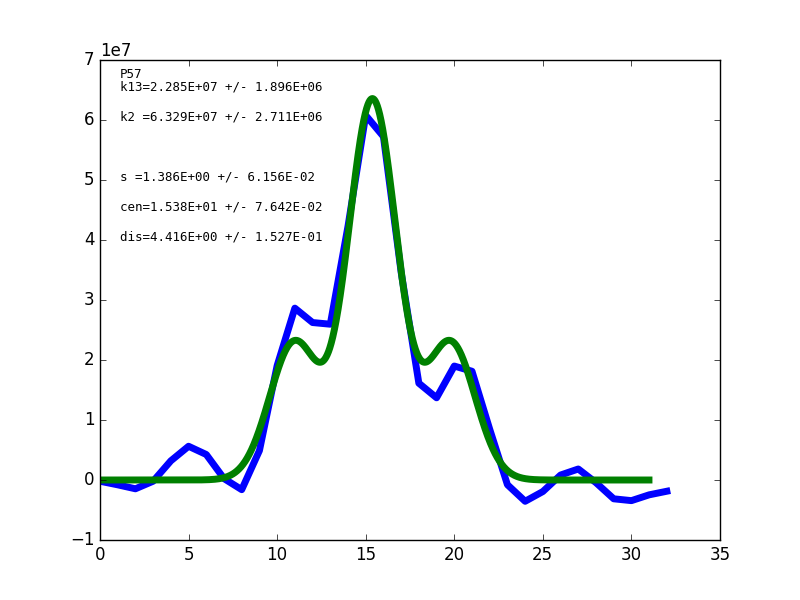 1e7
P57
k13=2.285E+07 +/- 1.896E+06
k2 =6.329E+07 +/- 2.711E+06
s =1.386E+00 +/- 6.156E-02
cen=1.538E+01 +/- 7.642E-02
dis=4.416E+00 +/- 1.527E-01
7
6
5
4
3
2
1
0
−1
0 5 10 15 20 25 30 35